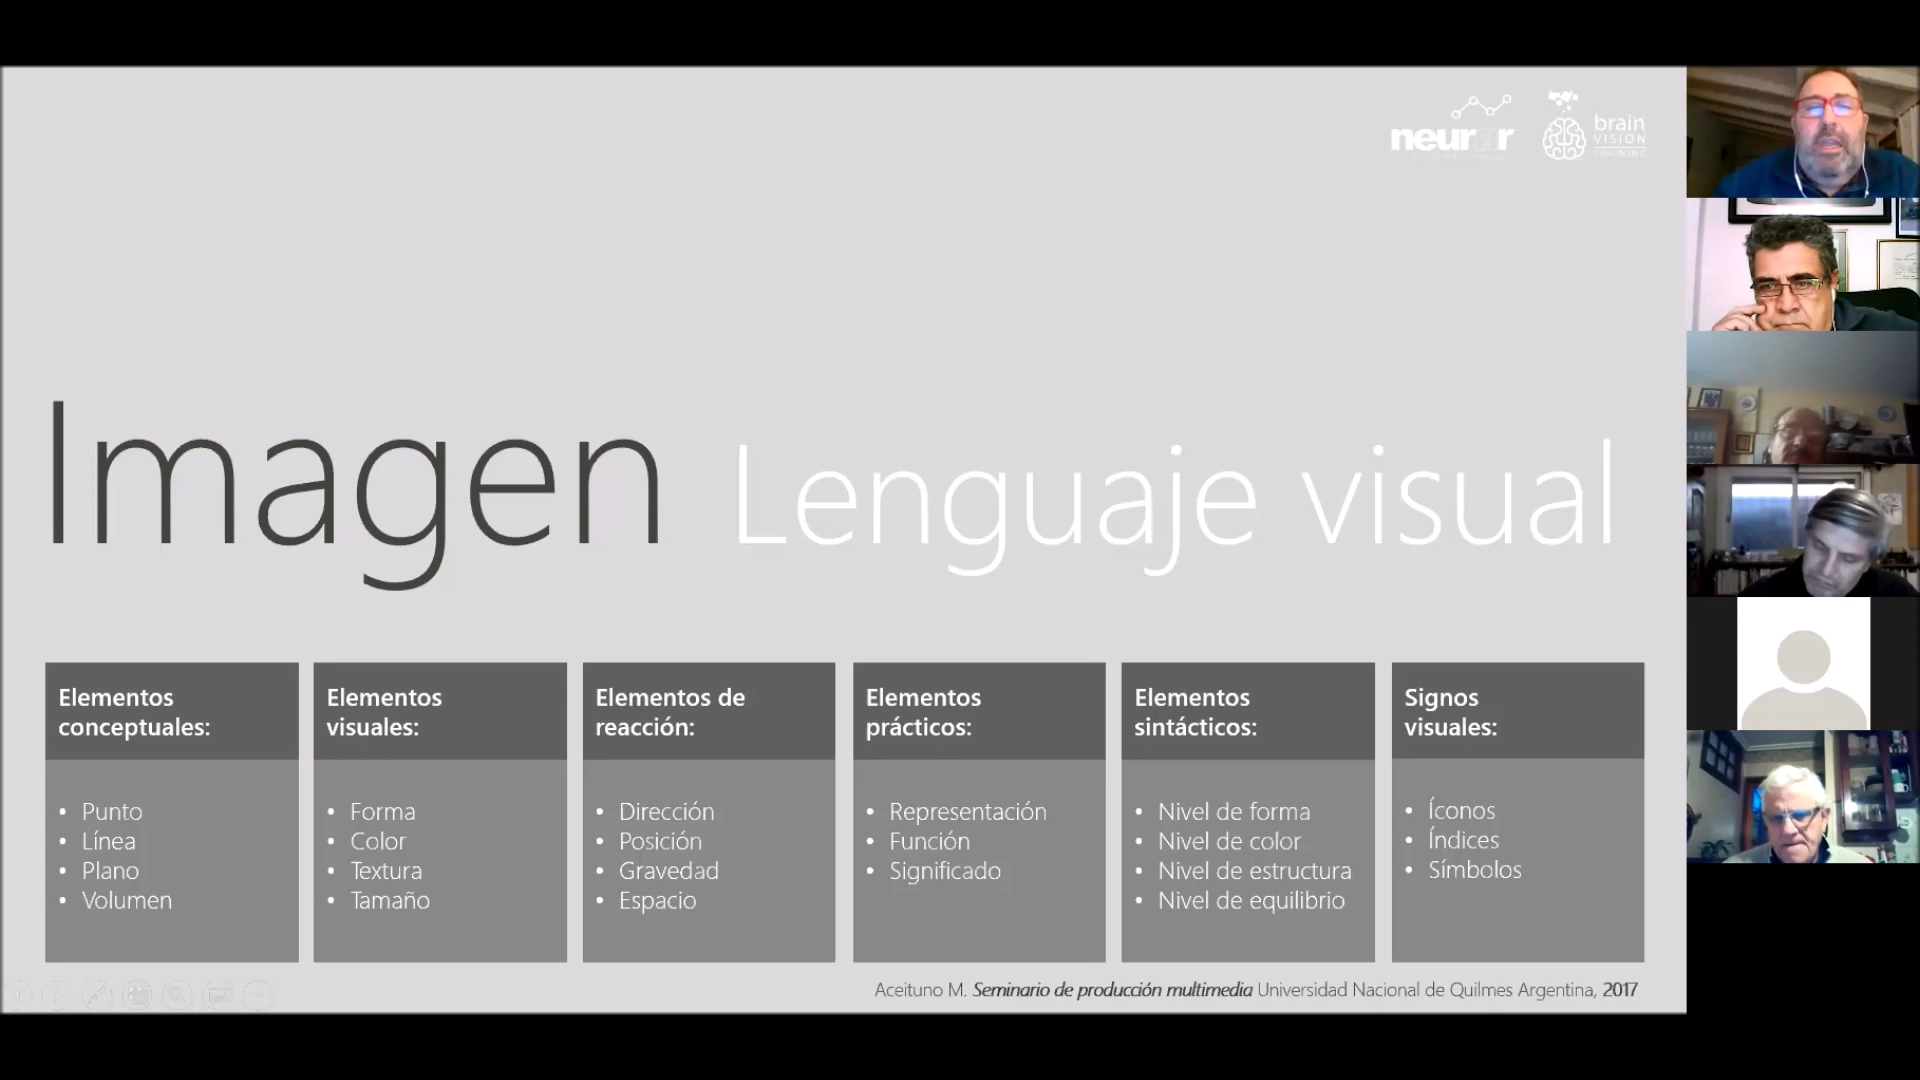 neurar
brain
VISION
TRAINING
Imagen Lenguaje visual
Elementos
conceptuales:
• Punto
• Línea
• Plano
• Volumen
Elementos
visuales:
• Forma
• Color
• Textura
• Tamaño
Elementos de
reacción:
• Dirección
• Posición
• Gravedad
• Espacio
Elementos
prácticos:
• Representación
• Función
• Significado
Elementos
sintácticos:
• Nivel de forma
• Nivel de color
• Nivel de estructura
• Nivel de equilibrio
Signos
visuales:
• Íconos
• Índices
• Símbolos
Aceituno M. Seminario de producción multimedia Universidad Nacional de Quilmes Argentina, 2017